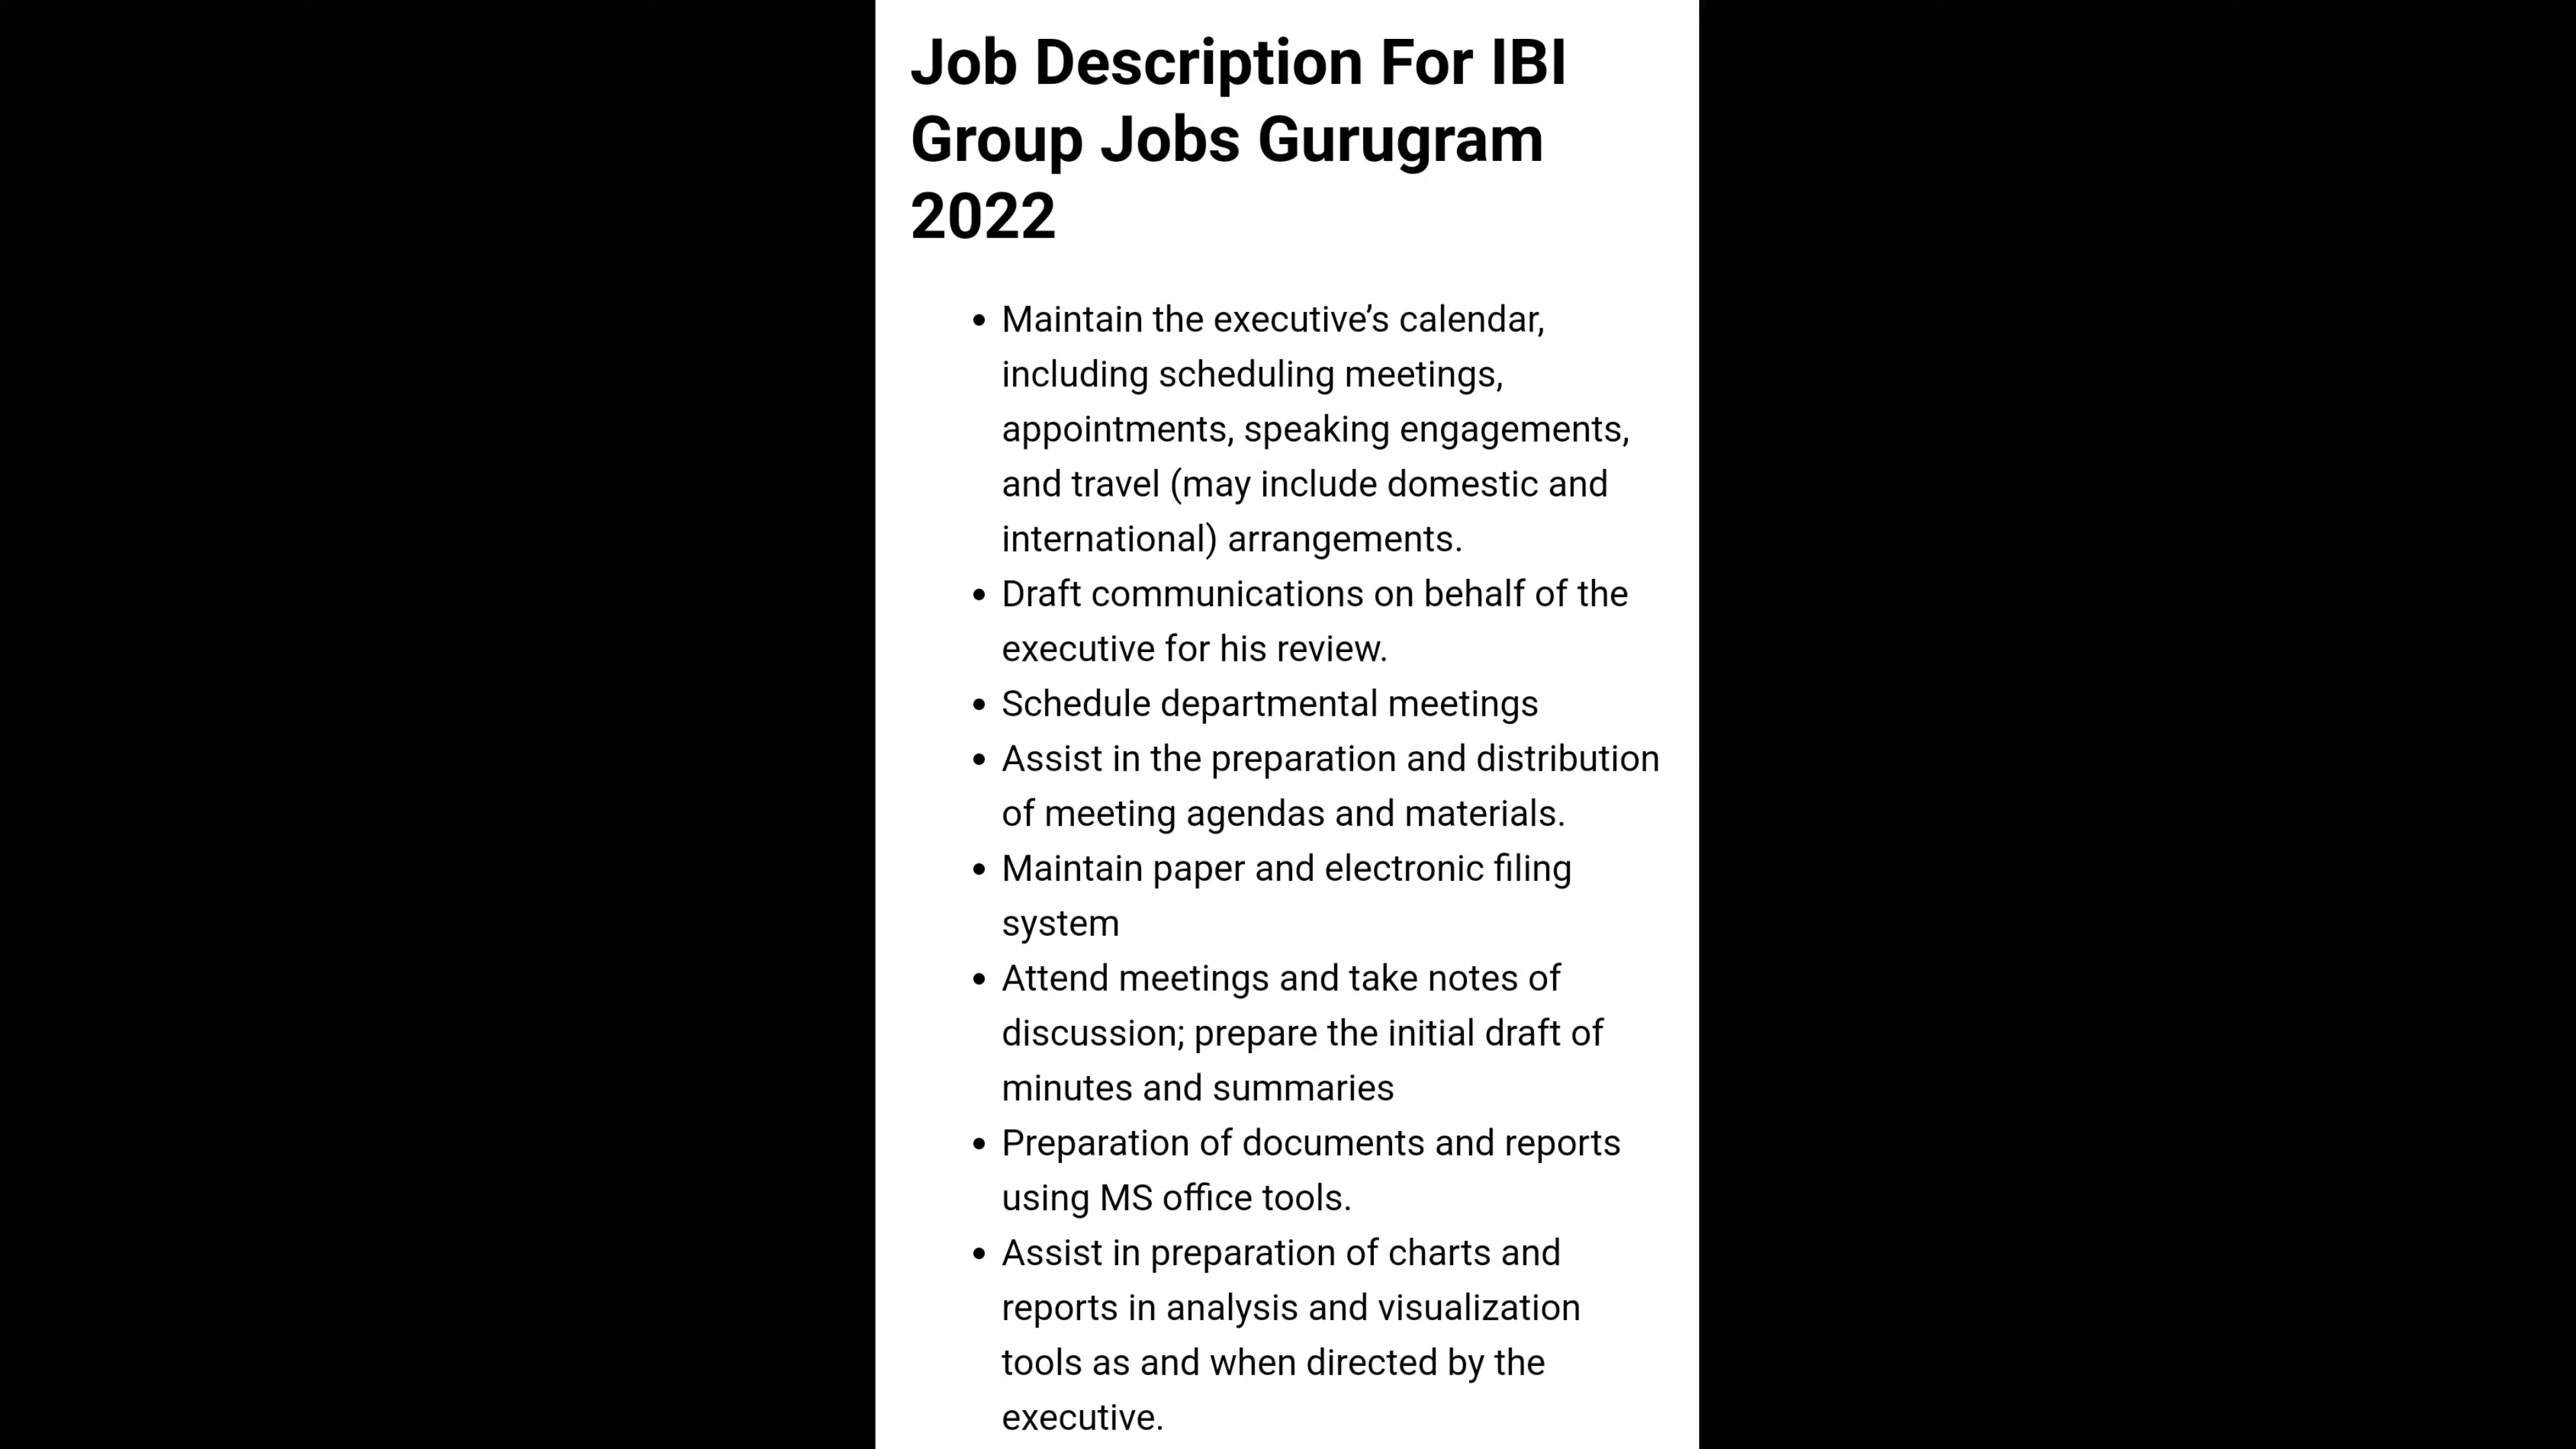 Job Description For IBI
Group Jobs Gurugram
2022
• Maintain the executive’s calendar,
including scheduling meetings,
appointments, speaking engagements,
and travel (may include domestic and
international) arrangements.
• Draft communications on behalf of the
executive for his review.
• Schedule departmental meetings
• Assist in the preparation and distribution
of meeting agendas and materials.
• Maintain paper and electronic filing
system
• Attend meetings and take notes of
discussion; prepare the initial draft of
minutes and summaries
• Preparation of documents and reports
using MS office tools.
• Assist in preparation of charts and
reports in analysis and visualization
tools as and when directed by the
executive.